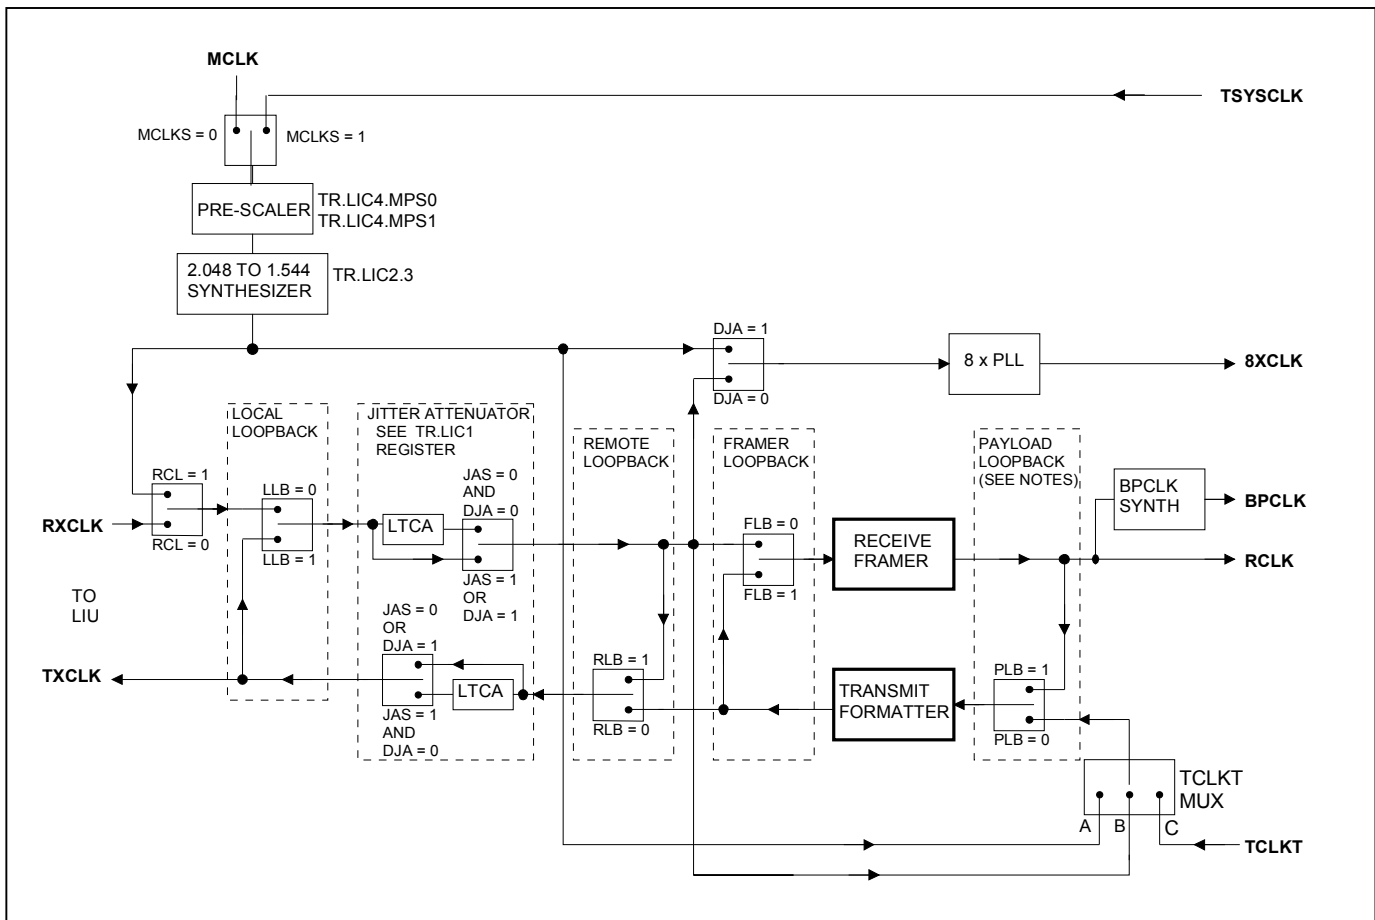 MCLK
TSYSCLK
MCLKS = 0
MCLKS = 1
PRE-SCALER
TR.LIC4.MPS0
TR.LIC4.MPS1
2.048 TO 1.544
SYNTHESIZER
TR.LIC2.3
DJA = 1
8 x PLL
8XCLK
DJA = 0
LOCAL
LOOPBACK
JITTER ATTENUATOR
SEE TR.LIC1
REGISTER
REMOTE
LOOPBACK
FRAMER
LOOPBACK
PAYLOAD
LOOPBACK
(SEE NOTES)
RCL = 1
LLB = 0
JAS = 0
AND
DJA = 0
BPCLK
SYNTH
BPCLK
RXCLK
RCL = 0
LLB = 1
LTCA
FLB = 0
RECEIVE
FRAMER
RCLK
JAS = 1
OR
DJA = 1
FLB = 1
TO
LIU
JAS = 0
OR
DJA = 1
RLB = 1
PLB = 1
TXCLK
LTCA
TRANSMIT
FORMATTER
JAS = 1
AND
DJA = 0
RLB = 0
PLB = 0
TCLKT
MUX
A
B
C
TCLKT